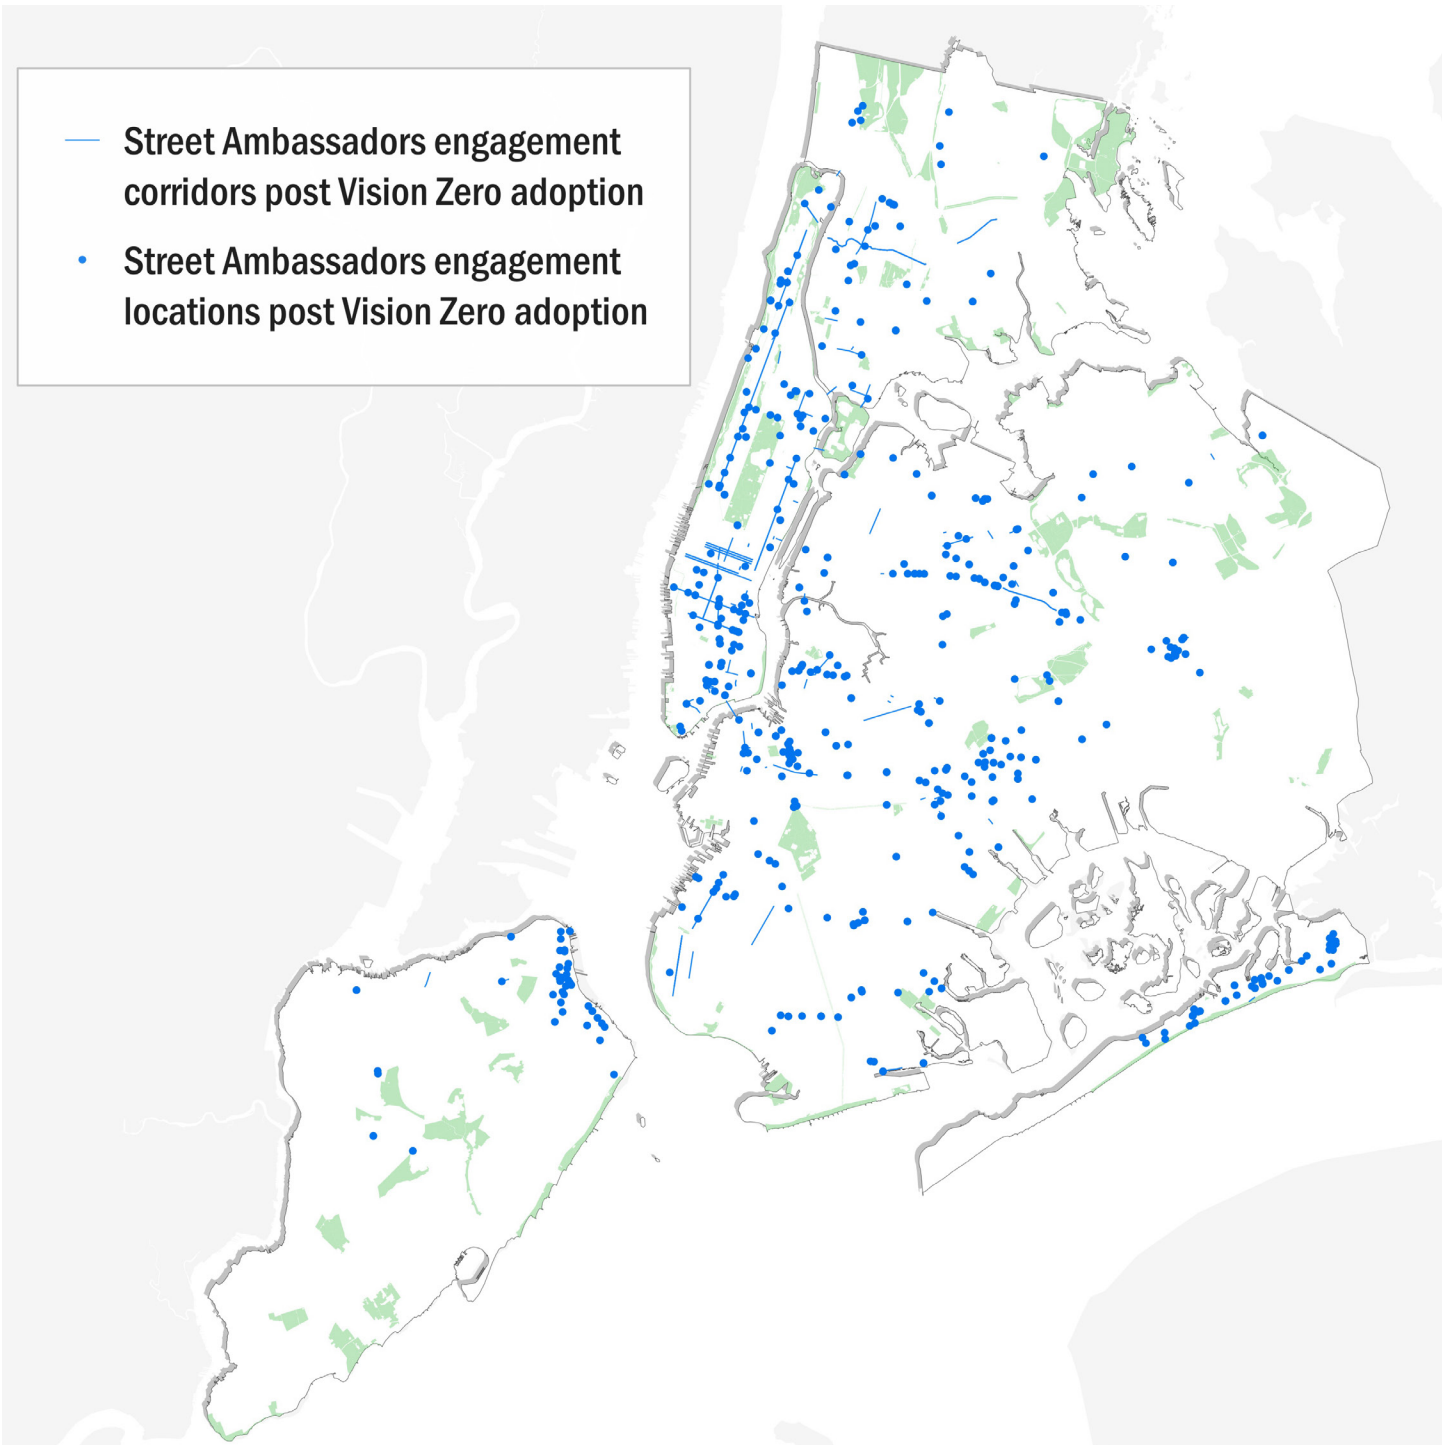 Street Ambassadors engagement
corridors post Vision Zero adoption
Street Ambassadors engagement
locations post Vision Zero adoption